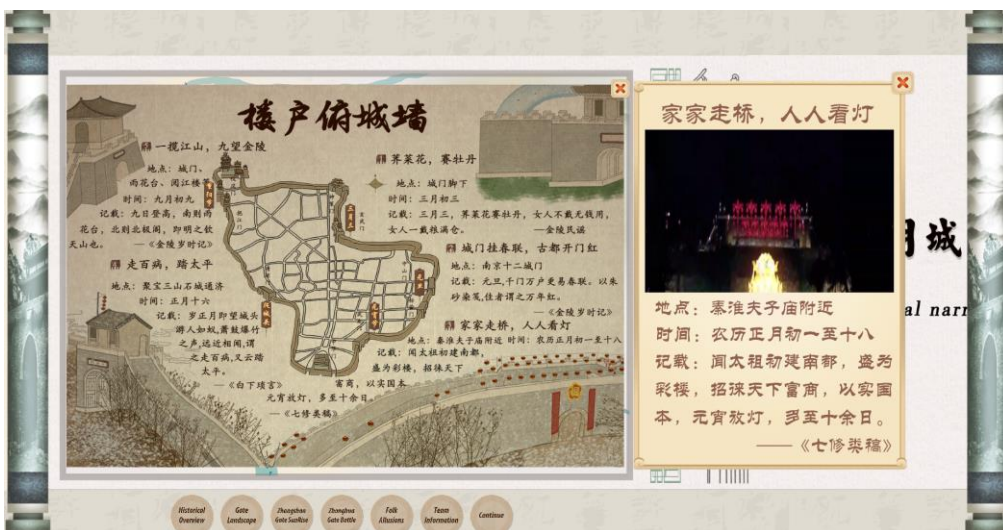 楼户俯城墙
一揽江山，九望金陵
地点：城门、
雨花台、阅江楼等
时间：九月初九
记载：九日登高，南则雨
花台，北则北极阁，即明之钦
天山也。 —《金陵岁时记》
走百病，踏太平
地点：聚宝三山石城通济
时间：正月十六
记载：岁正月即望城头
游人如蚁，箫鼓爆竹
之声，远近相闻，谓
之走百病，又云踏
太平。
—《白下琐言》
荠菜花，赛牡丹
地点：城门脚下
时间：三月初三
记载：三月三，荠菜花赛牡丹，女人不戴无钱用，
女人一戴粮满仓。 —金陵民谣
城门挂春联，古都开门红
地点：南京十二城门
记载：元旦，千门万户更易春联。以朱
砂染笺，佳者谓之万年红。
—《金陵岁时记》
家家走桥，人人看灯
地点：秦淮夫子庙附近 时间：农历正月初一至十八
记载：闻太祖初建南都，
盛为彩楼，招徕天下
富商，以实国本
元宵放灯，多至十余日。
—《七修类稿》
家家走桥，人人看灯
地点：秦淮夫子庙附近
时间：农历正月初一至十八
记载：闻太祖初建南都，盛为
彩楼，招徕天下富商，以实国
本，元宵放灯，多至十余日。
——《七修类稿》
城
al narr
Historical
Overview
Gate
Landscape
Zhongshan
Gate SunRise
Zhonghua
Gate Battle
Folk
Allusions
Team
Information
Continue